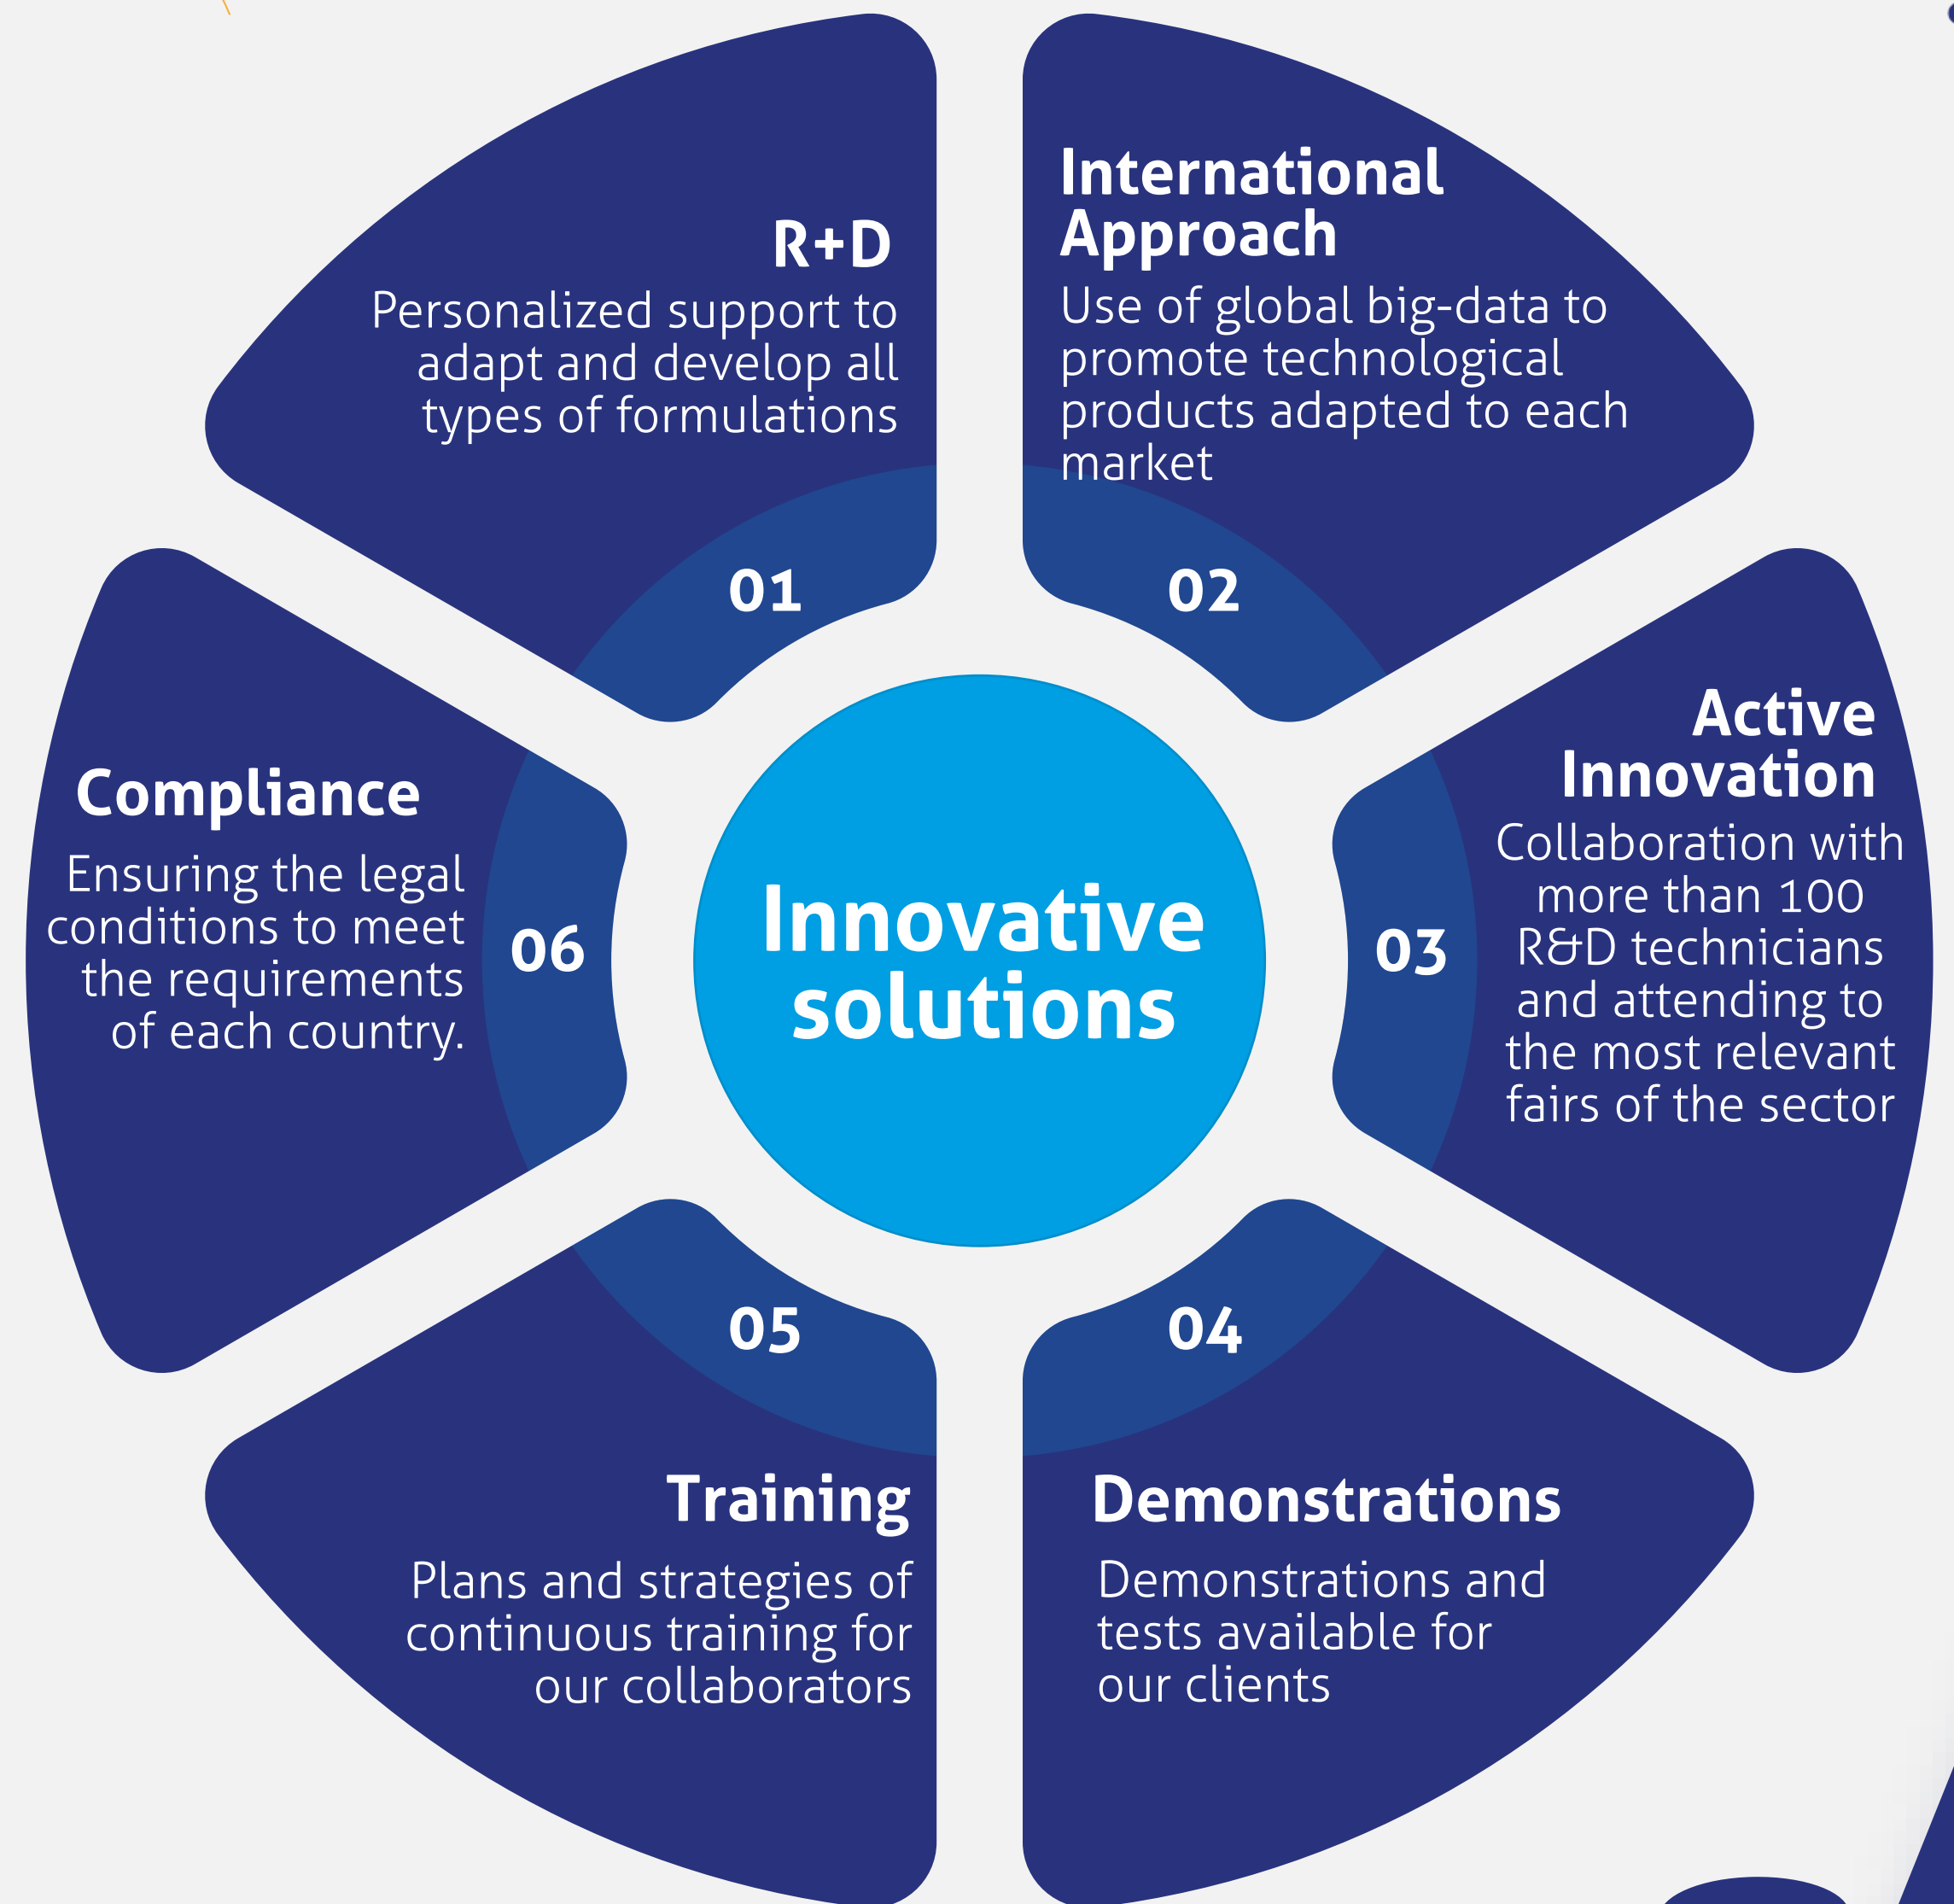 R+D
Personalized support to
adapt and develop all
types of formulations
01
International
Approach
Use of global big-data to
promote technological
products adapted to each
market
02
Active
Innovation
Collaboration with
more than 100
R&D technicians
and attending to
the most relevant
fairs of the sector
03
04
Demonstrations
Demonstrations and
tests available for
our clients
05
Training
Plans and strategies of
continuous training for
our collaborators
Compliance
Ensuring the legal
conditions to meet
the requirements
of each country.
06
Innovative
solutions